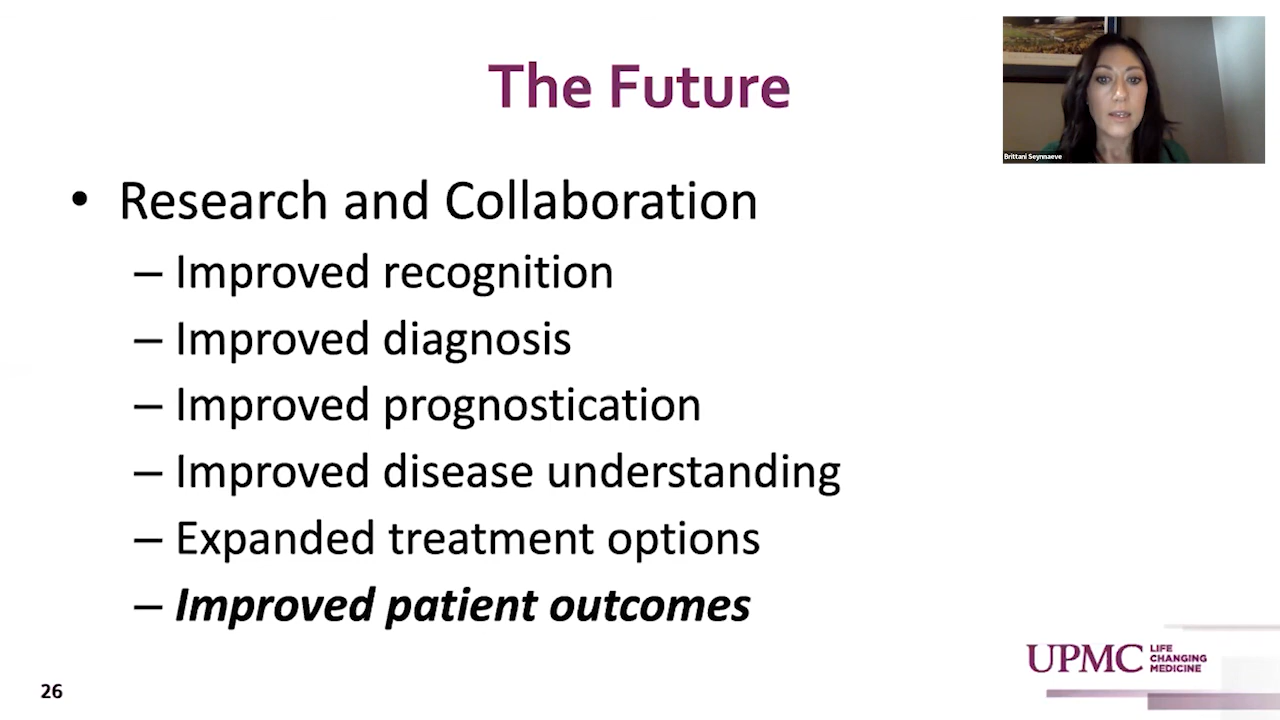 The Future
Brittani Seynnaeve
• Research and Collaboration
– Improved recognition
– Improved diagnosis
– Improved prognostication
– Improved disease understanding
– Expanded treatment options
– Improved patient outcomes
UPMC
LIFE
CHANGING
MEDICINE
26